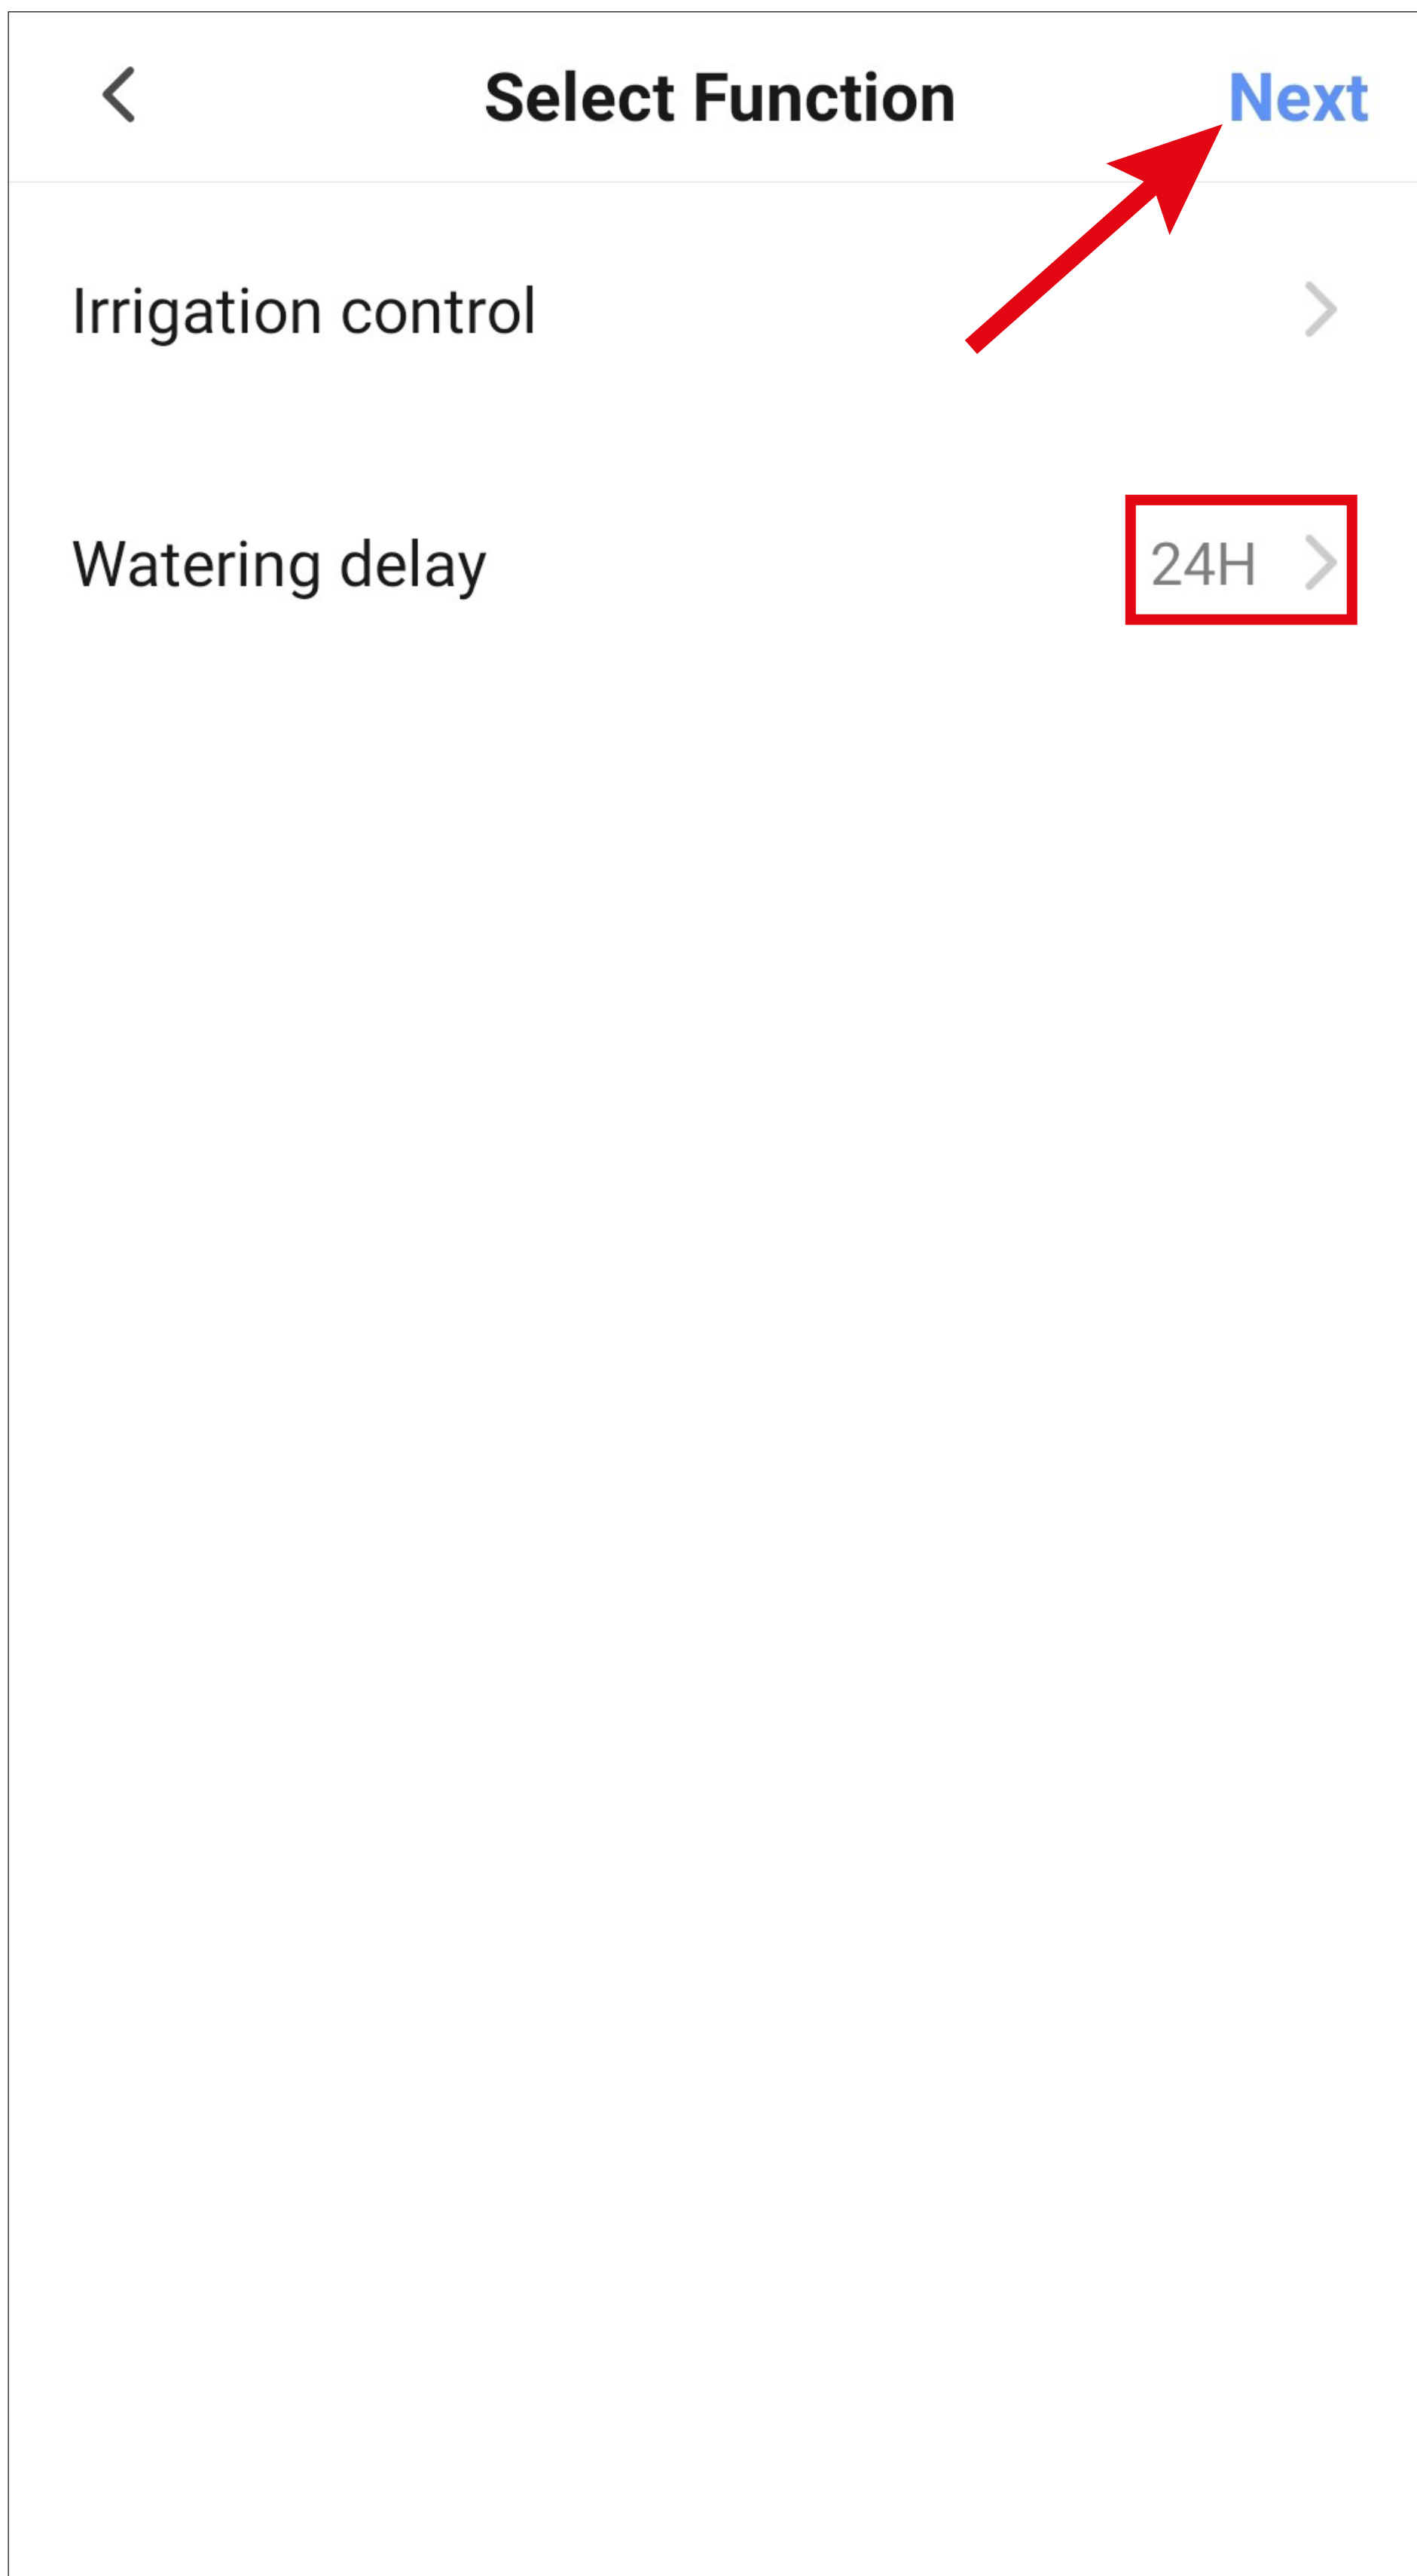 Select Function
Next
Irrigation control
Watering delay
24H